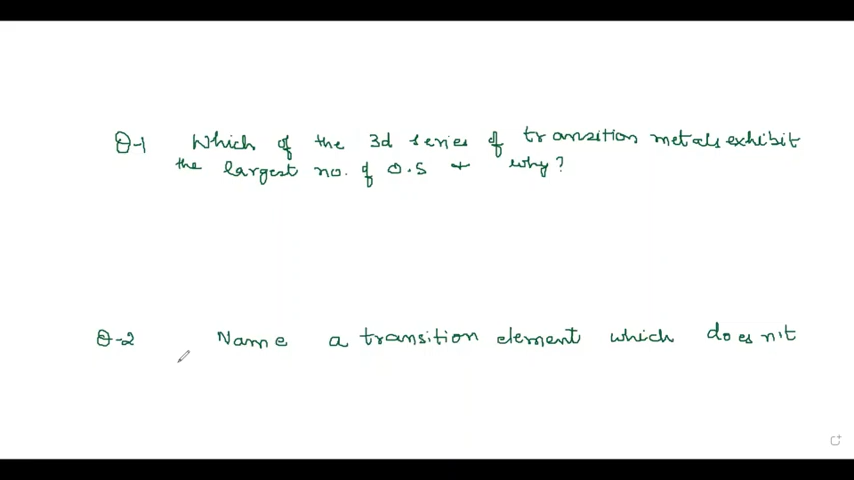 Q-1 Which of the 3d series of transition metals exhibit
the largest no. of O.S + why?
Q-2 Name a transition element which does n't